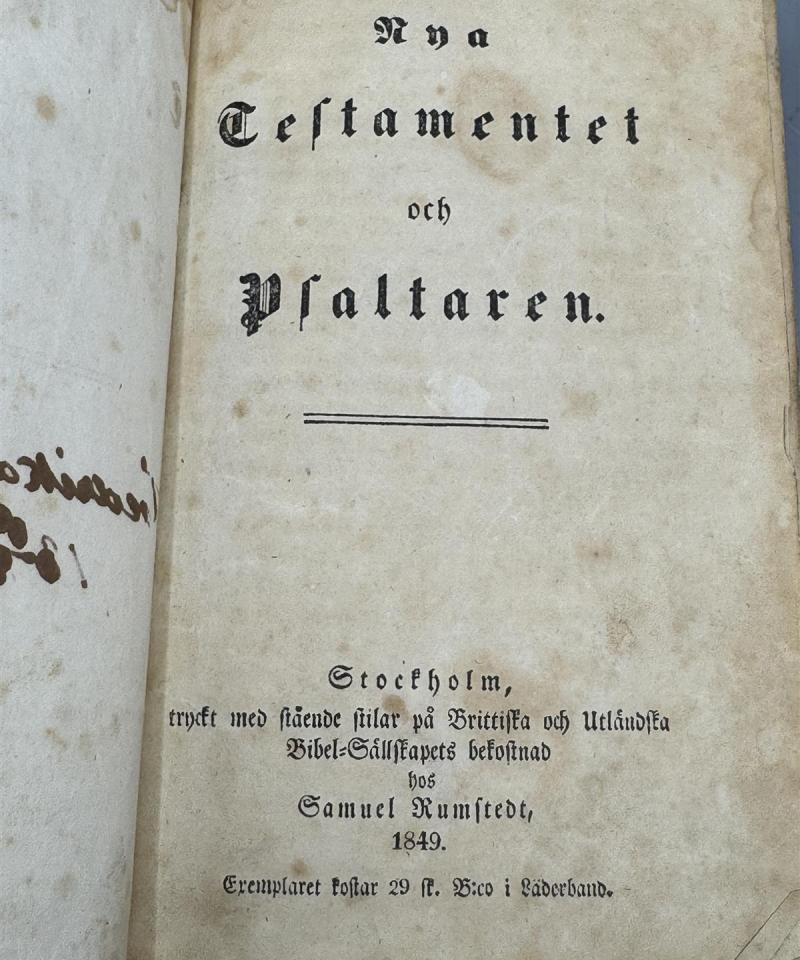 Nya
Teſtamentet
och
Pſaltaren.
Stockholm,
tryckt med ſtående ſtilar på Brittiſka och Utländſka
Bibel-Sällſkapets bekoſtnad
hos
Samuel Rumſtedt,
1849.
Exemplaret koſtar 29 ſk. B:co i Läderband.